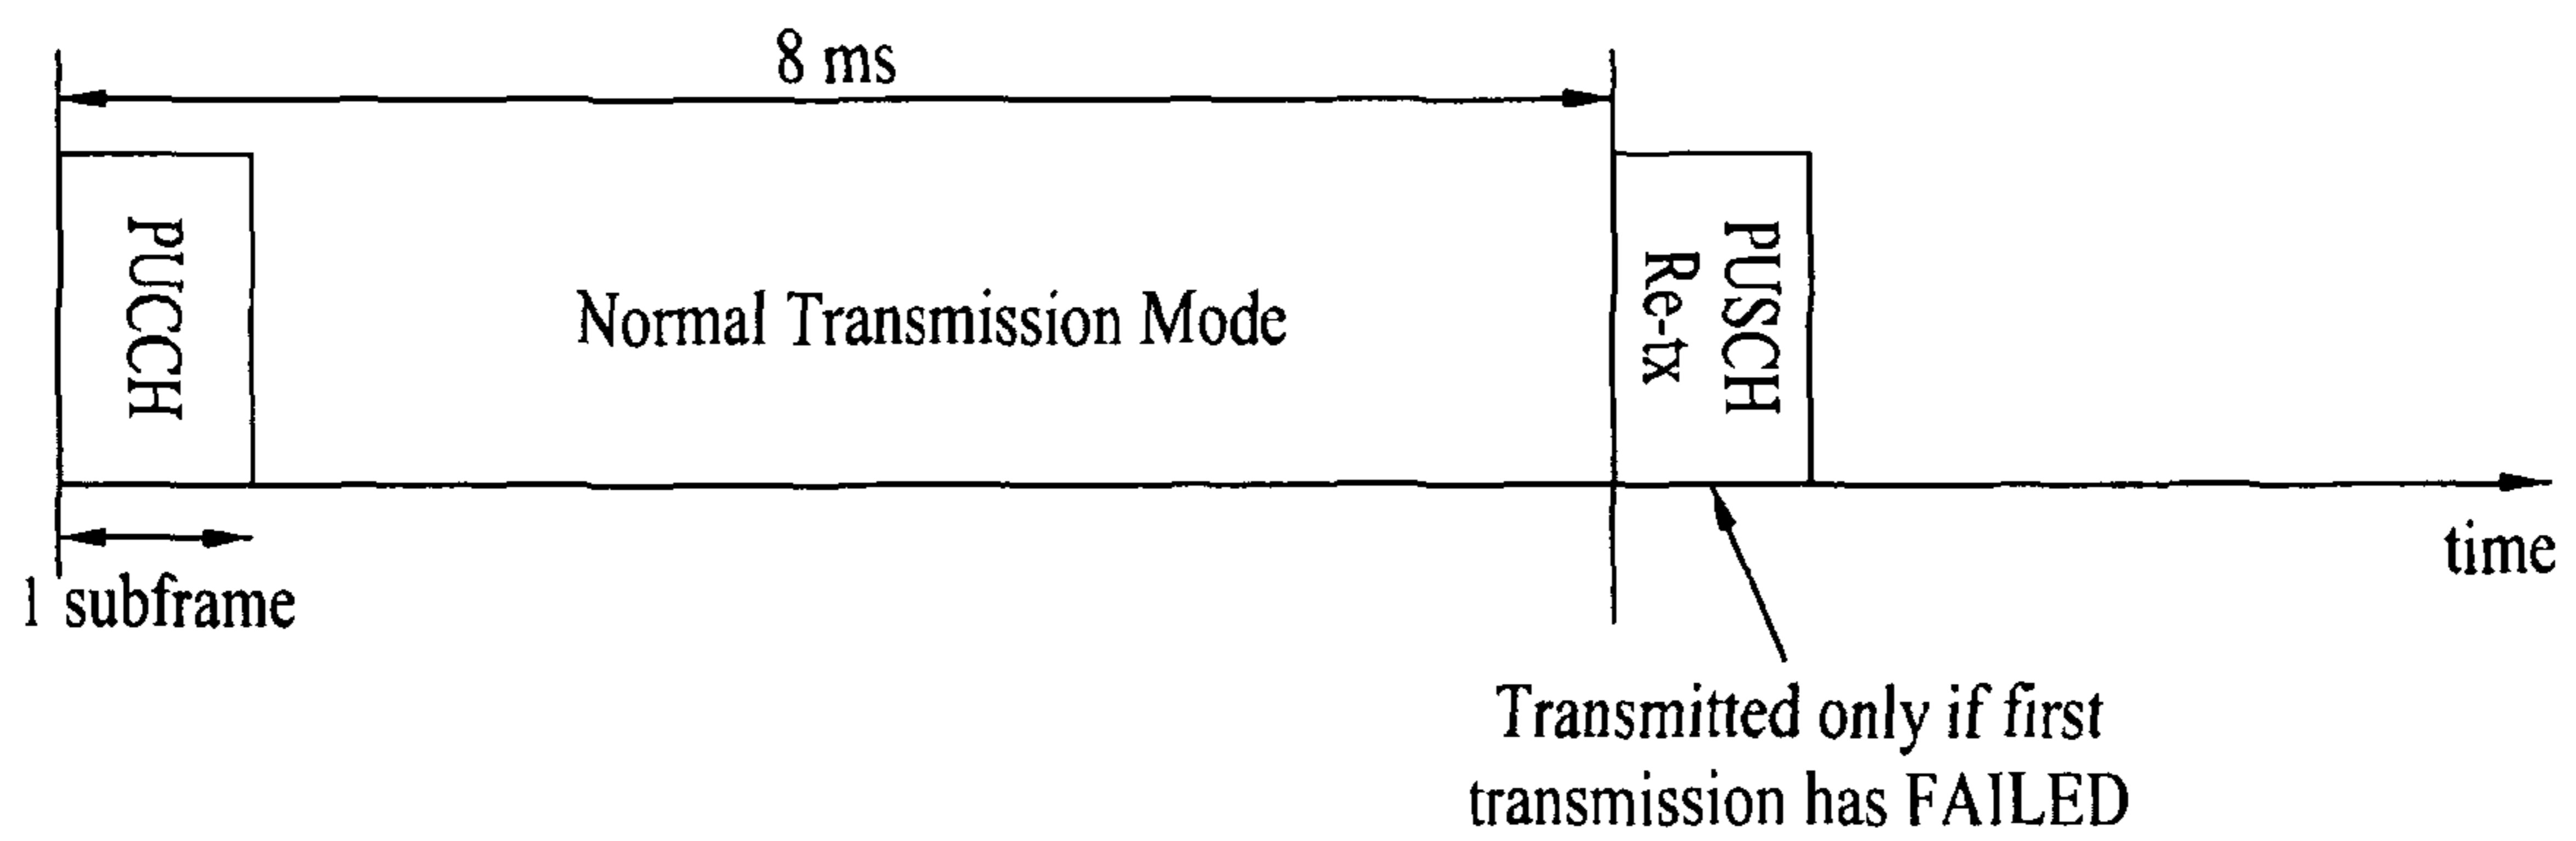 8 ms
PUCCH
Normal Transmission Mode
PUSCH
Re-tx
1 subframe
time
Transmitted only if first
transmission has FAILED